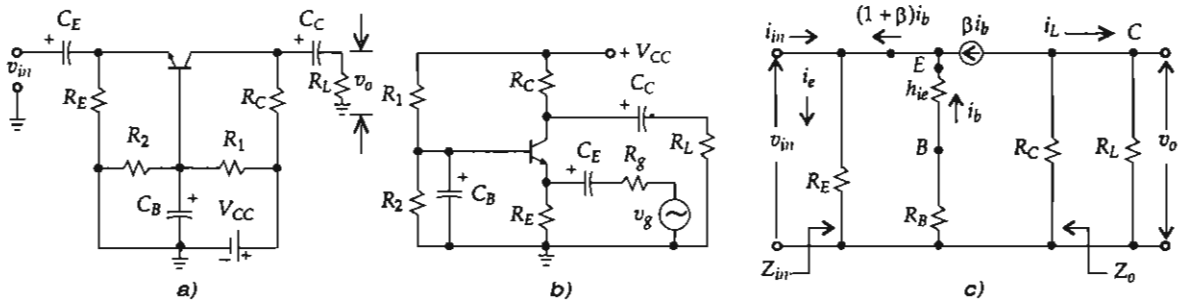 C_E
+
v_in
R_E
R_2
R_1
C_B
+
V_CC
- +
C_C
+
R_L
v_o
R_C
a)
+ V_CC
R_1
R_C
C_C
+
R_L
C_E
+
R_g
v_g
R_2
+
C_B
R_E
b)
i_in
(1 + β)i_b
βi_b
i_L
C
i_e
E
h_ie
i_b
v_in
B
R_E
R_B
R_C
R_L
v_o
Z_in
Z_o
c)